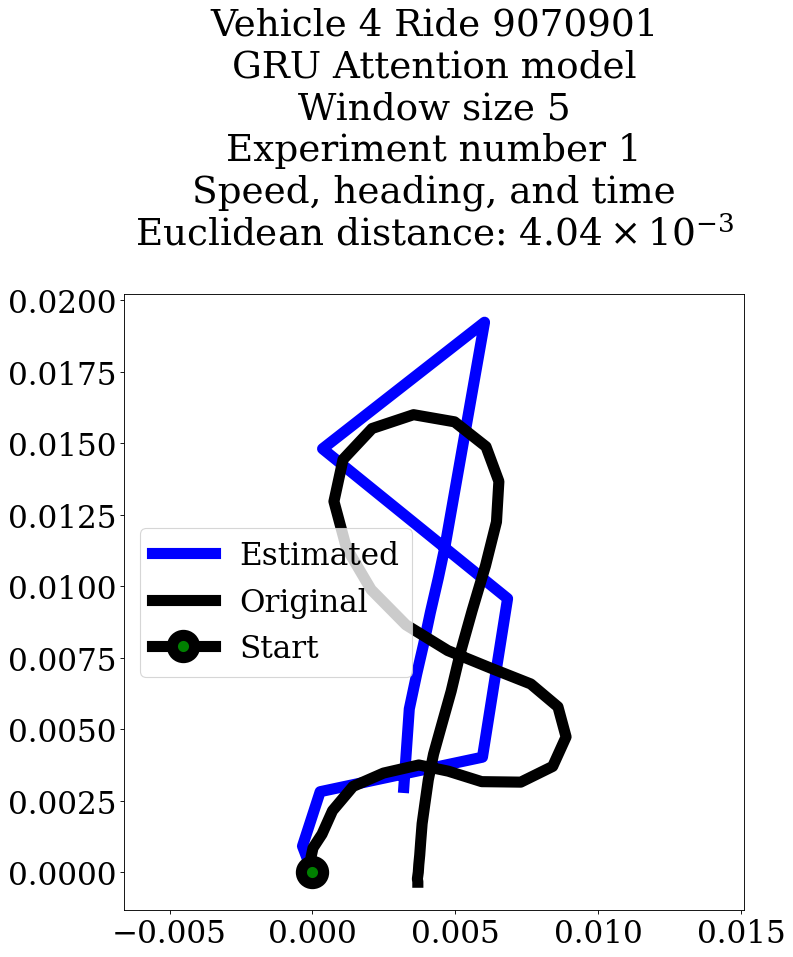 Vehicle 4 Ride 9070901
GRU Attention model
Window size 5
Experiment number 1
Speed, heading, and time
Euclidean distance: 4.04 × 10⁻³
0.0200
0.0175
0.0150
0.0125
0.0100
0.0075
0.0050
0.0025
0.0000
Estimated
Original
Start
−0.005
0.000
0.005
0.010
0.015